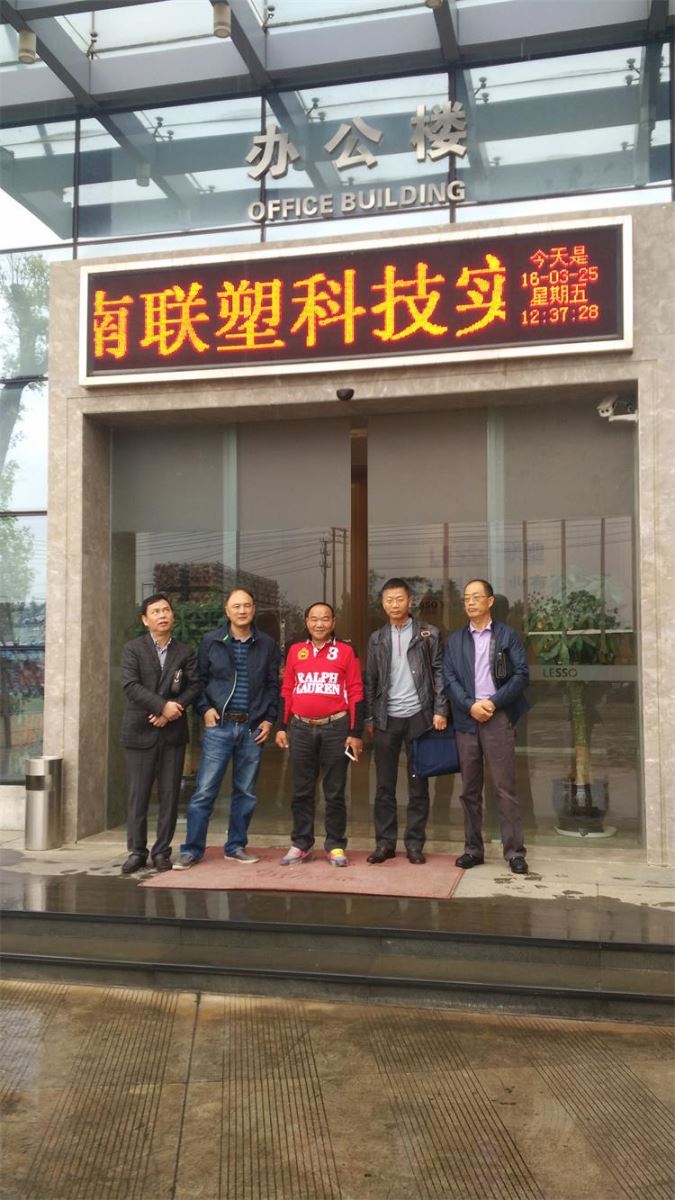 办公楼
OFFICE BUILDING
南联塑科技实
今天是
16-03-25
星期五
12:37:28
LESSO
3
RALPH
LAUREN